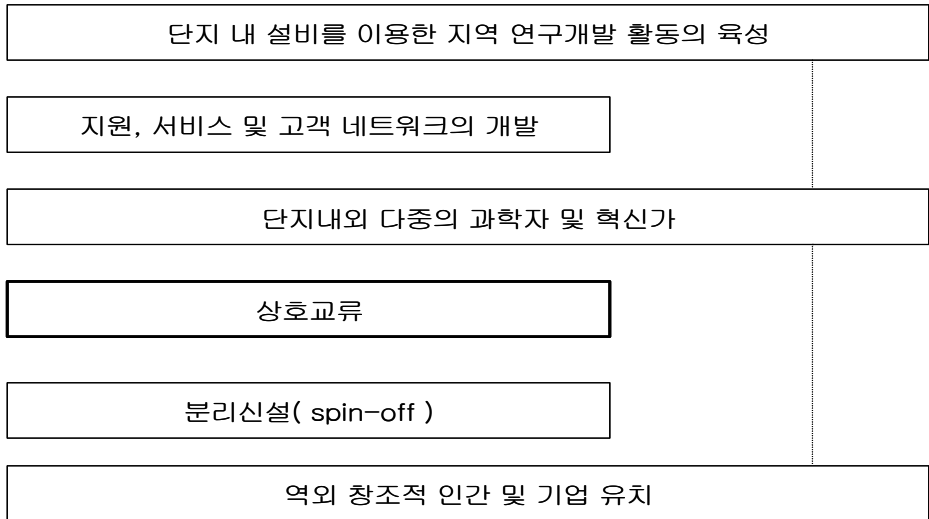 단지 내 설비를 이용한 지역 연구개발 활동의 육성
지원, 서비스 및 고객 네트워크의 개발
단지내외 다중의 과학자 및 혁신가
상호교류
분리신설( spin-off )
역외 창조적 인간 및 기업 유치